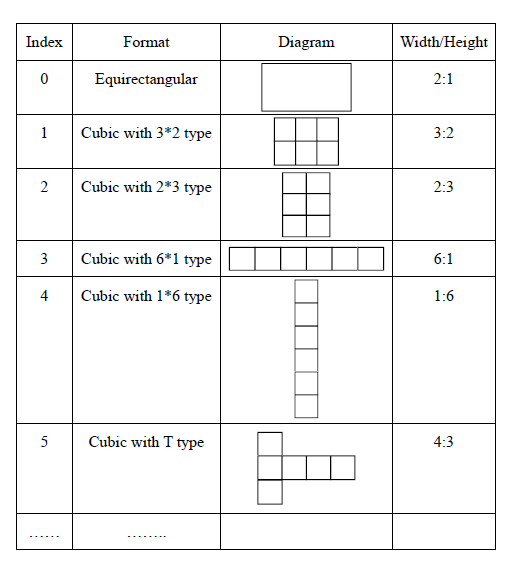 Index Format Diagram Width/Height
0 Equirectangular 2:1
1 Cubic with 3*2 type 3:2
2 Cubic with 2*3 type 2:3
3 Cubic with 6*1 type 6:1
4 Cubic with 1*6 type 1:6
5 Cubic with T type 4:3
…… ……..